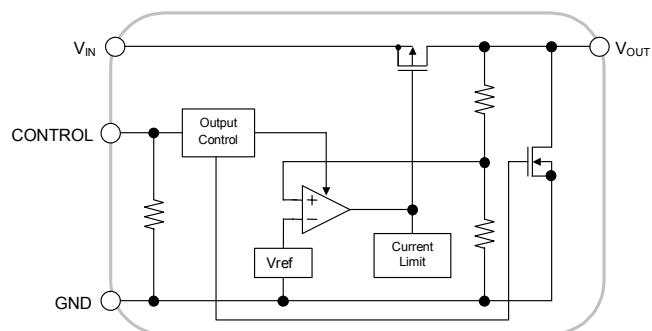 VIN
VOUT
CONTROL
Output
Control
+
−
Vref
Current
Limit
GND